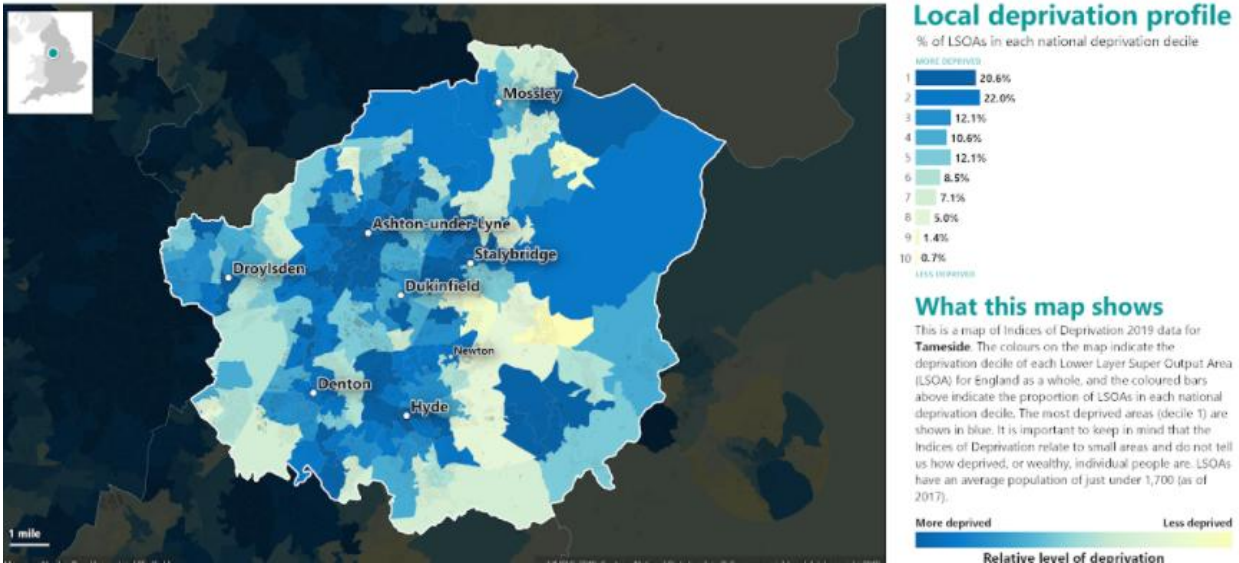 Local deprivation profile
% of LSOAs in each national deprivation decile
MORE DEPRIVED
1 20.6%
2 22.0%
3 12.1%
4 10.6%
5 12.1%
6 8.5%
7 7.1%
8 5.0%
9 1.4%
10 0.7%
LESS DEPRIVED
What this map shows
This is a map of Indices of Deprivation 2019 data for
Tameside. The colours on the map indicate the
deprivation decile of each Lower Layer Super Output Area
(LSOA) for England as a whole, and the coloured bars
above indicate the proportion of LSOAs in each national
deprivation decile. The most deprived areas (decile 1) are
shown in blue. It is important to keep in mind that the
Indices of Deprivation relate to small areas and do not tell
us how deprived, or wealthy, individual people are. LSOAs
have an average population of just under 1,700 (as of
2017).
More deprived Less deprived
Relative level of deprivation
Mossley
Ashton-under-Lyne
Stalybridge
Droylsden
Dukinfield
Newton
Denton
Hyde
1 mile